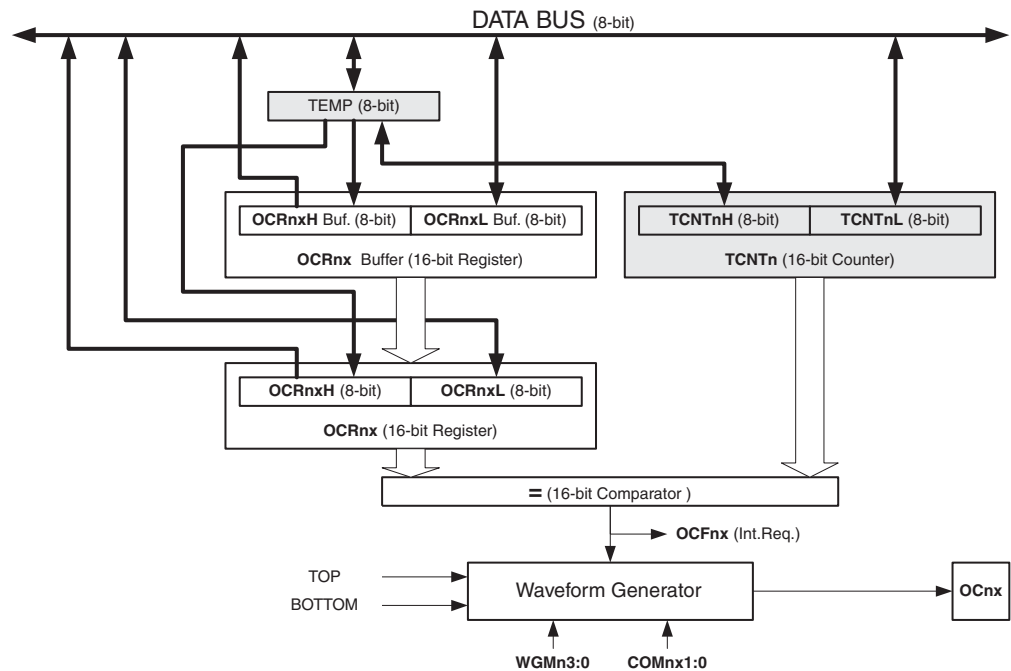 DATA BUS (8-bit)
TEMP (8-bit)
OCRnxH Buf. (8-bit)
OCRnxL Buf. (8-bit)
OCRnx Buffer (16-bit Register)
TCNTnH (8-bit)
TCNTnL (8-bit)
TCNTn (16-bit Counter)
OCRnxH (8-bit)
OCRnxL (8-bit)
OCRnx (16-bit Register)
= (16-bit Comparator )
OCFnx (Int.Req.)
TOP
BOTTOM
Waveform Generator
OCnx
WGMn3:0
COMnx1:0